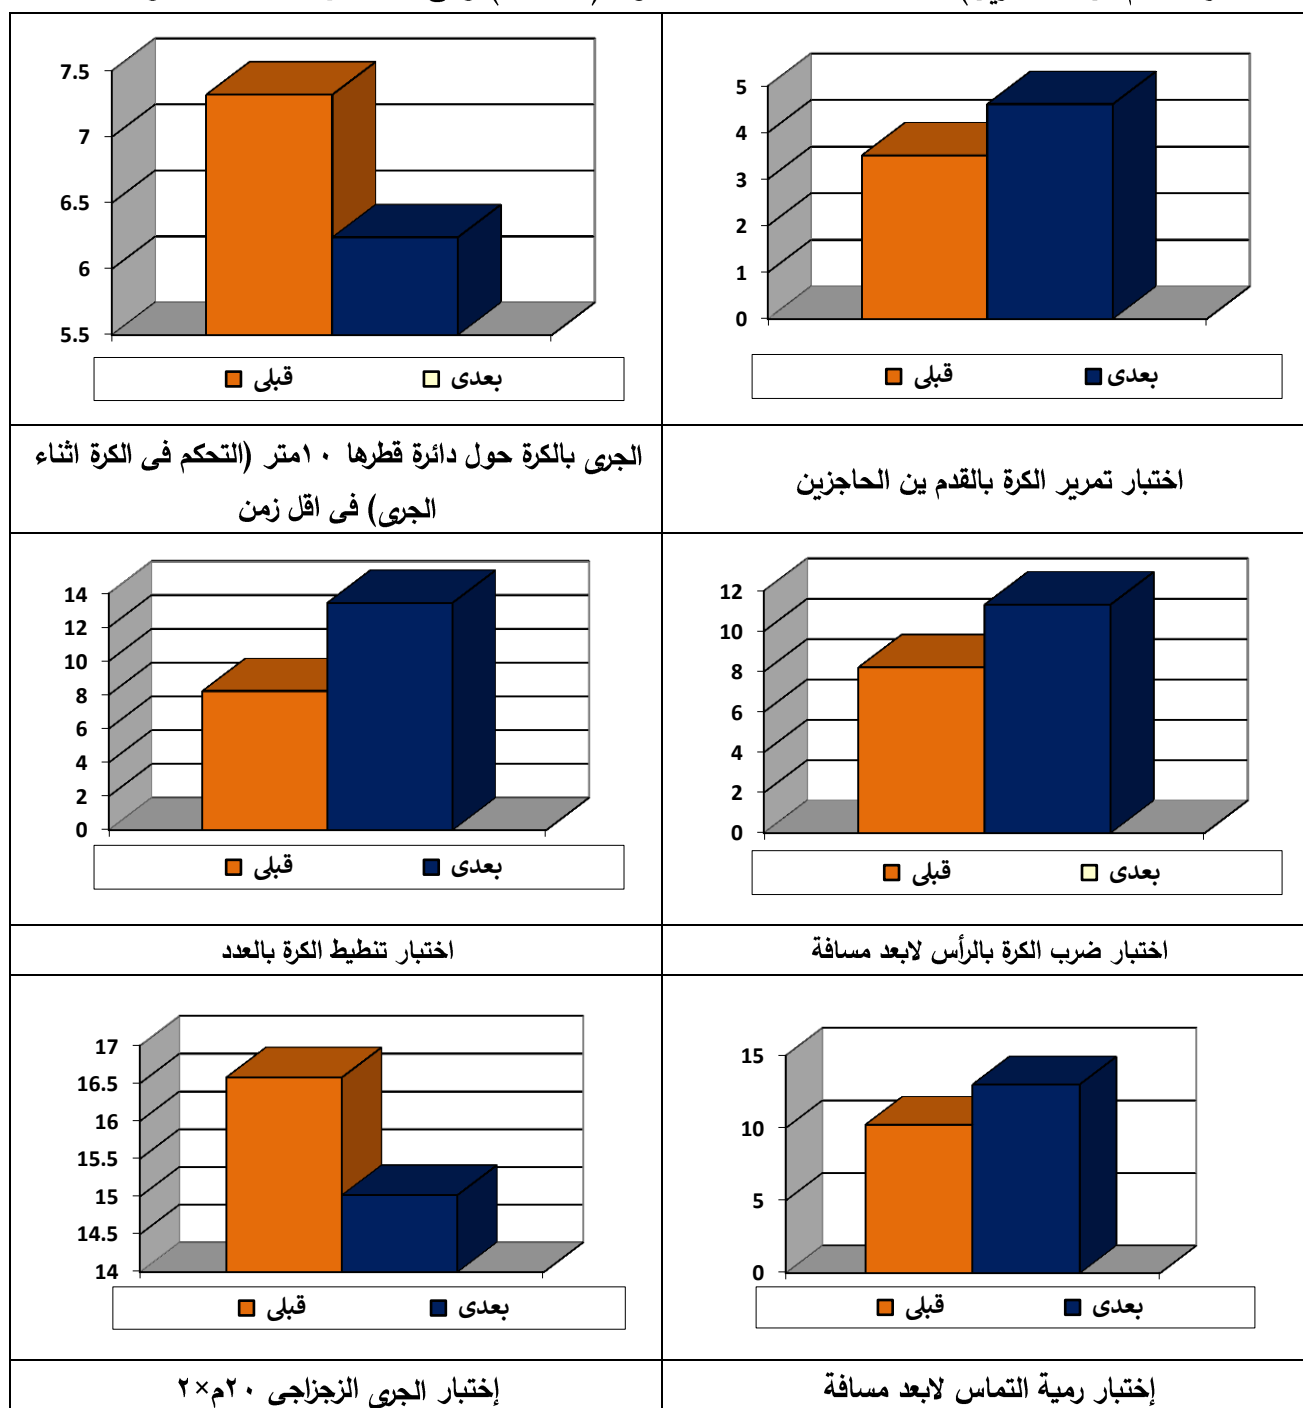 5
4
3
2
1
0
قبلى بعدى
اختبار تمرير الكرة بالقدم ين الحاجزين
7.5
7
6.5
6
5.5
قبلى بعدى
الجرى بالكرة حول دائرة قطرها ١٠متر (التحكم فى الكرة اثناء
الجرى) فى اقل زمن
12
10
8
6
4
2
0
قبلى بعدى
اختبار ضرب الكرة بالرأس لابعد مسافة
14
12
10
8
6
4
2
0
قبلى بعدى
اختبار تنطيط الكرة بالعدد
15
10
5
0
قبلى بعدى
إختبار رمية التماس لابعد مسافة
17
16.5
16
15.5
15
14.5
14
قبلى بعدى
إختبار الجرى الزجزاجى ٢٠م×٢